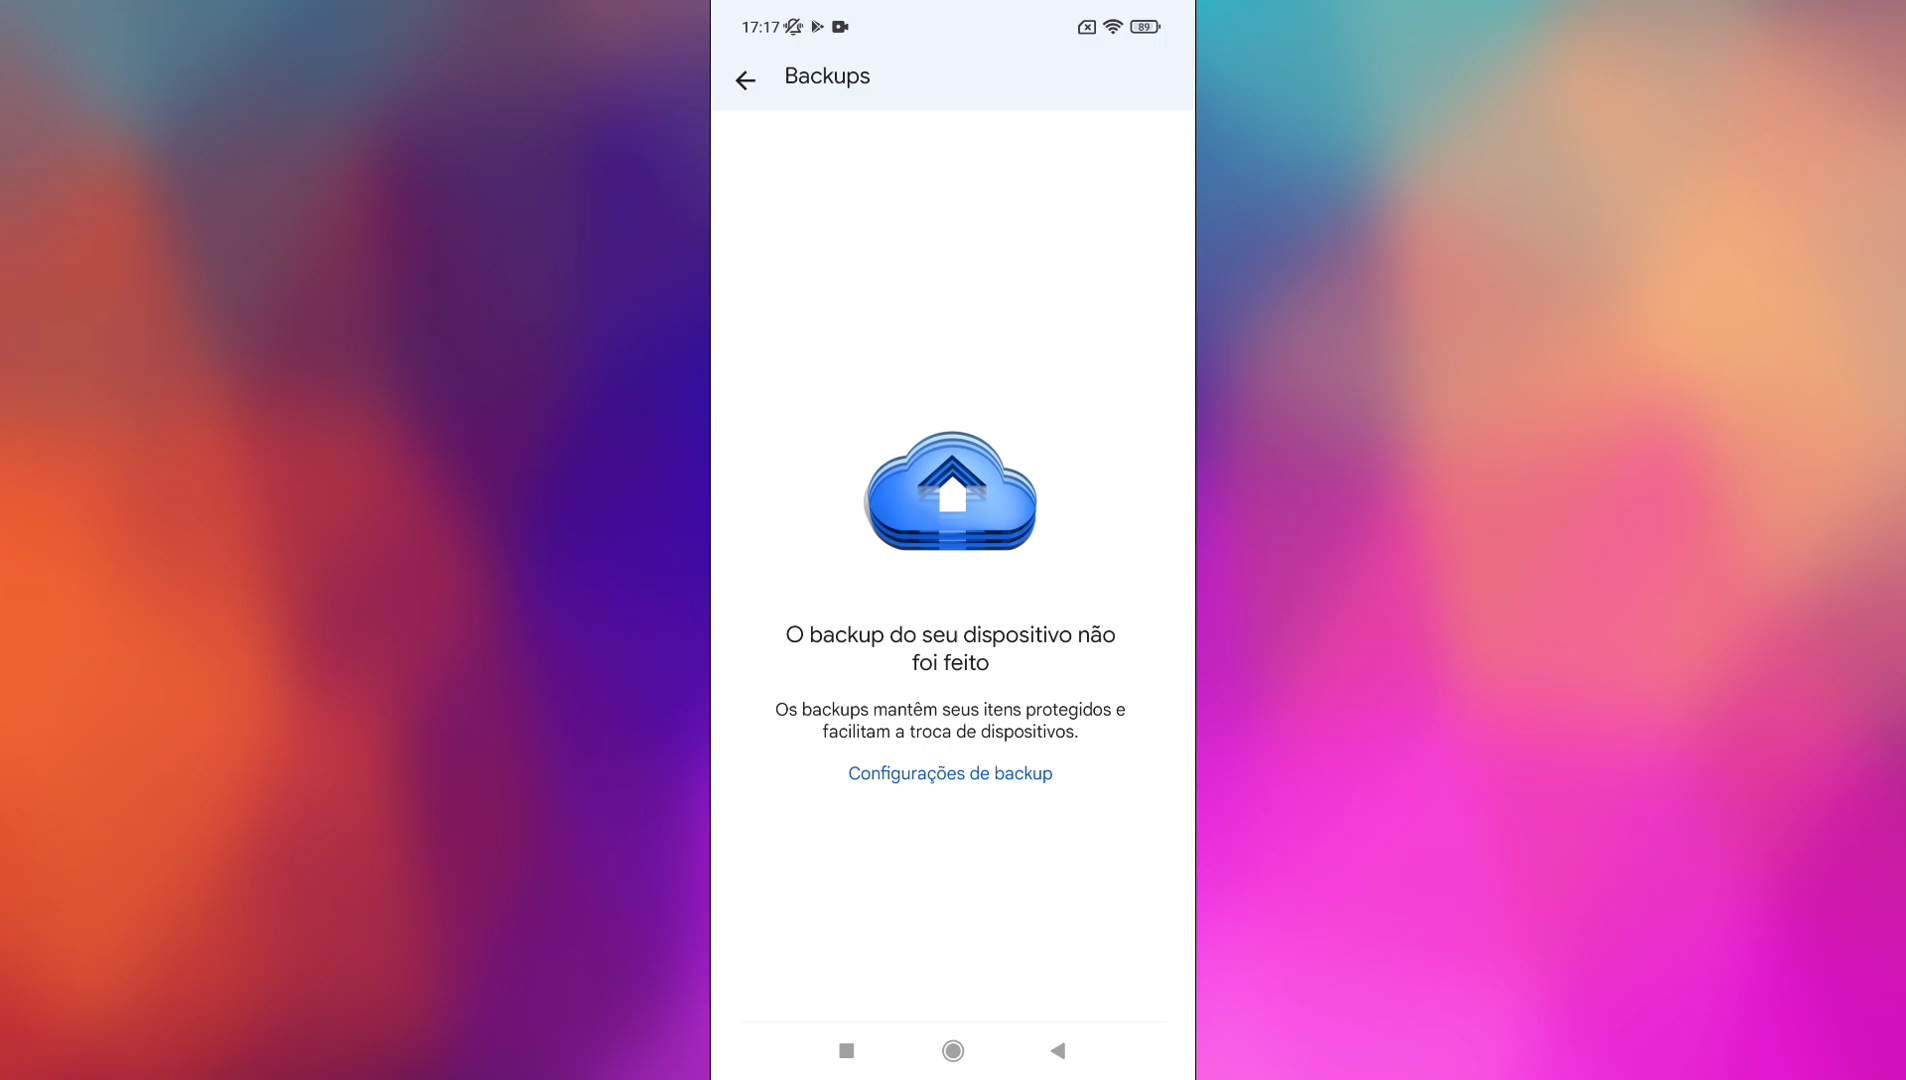 17:17
89
Backups
O backup do seu dispositivo não
foi feito
Os backups mantêm seus itens protegidos e
facilitam a troca de dispositivos.
Configurações de backup